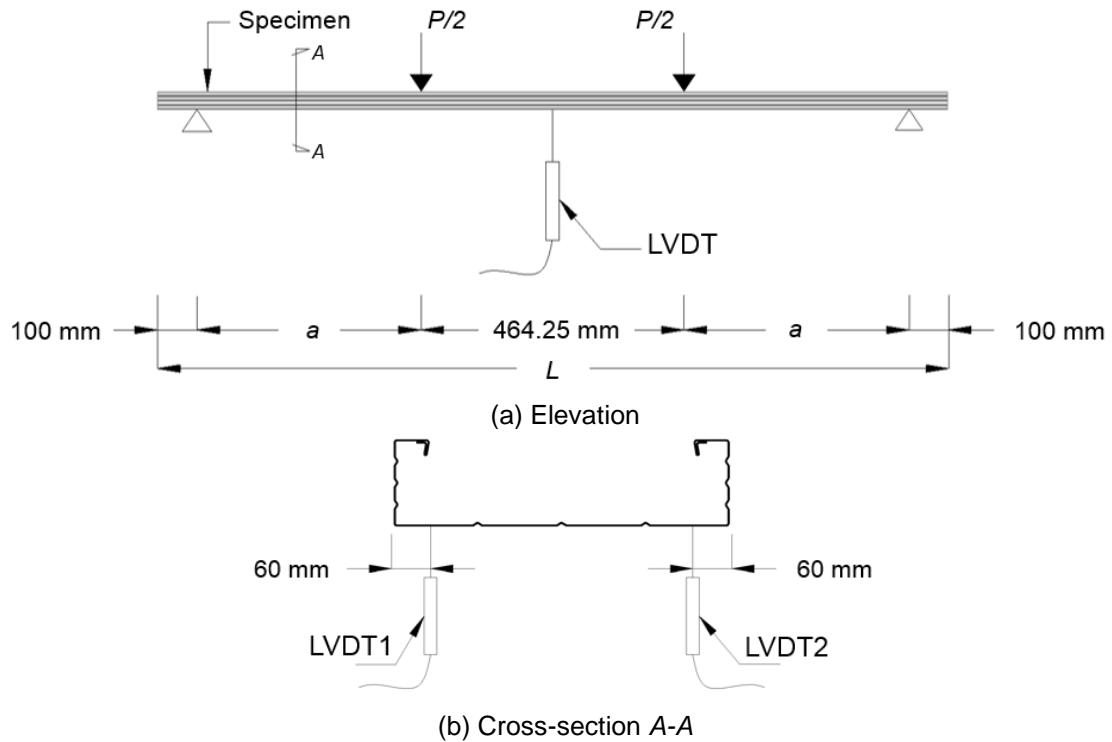 Specimen
P/2
P/2
A
A
LVDT
100 mm
a
464.25 mm
a
100 mm
L
(a) Elevation
60 mm
60 mm
LVDT1
LVDT2
(b) Cross-section A-A